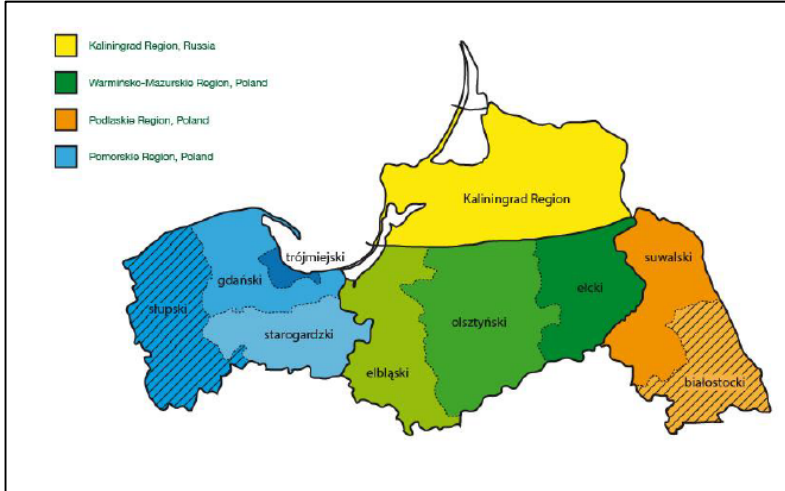 Kaliningrad Region, Russia
Warmińsko-Mazurskie Region, Poland
Podlaskie Region, Poland
Pomorskie Region, Poland
Kaliningrad Region
trójmiejski
suwalski
gdański
słupski
ełcki
olsztyński
starogardzki
elbląski
białostocki